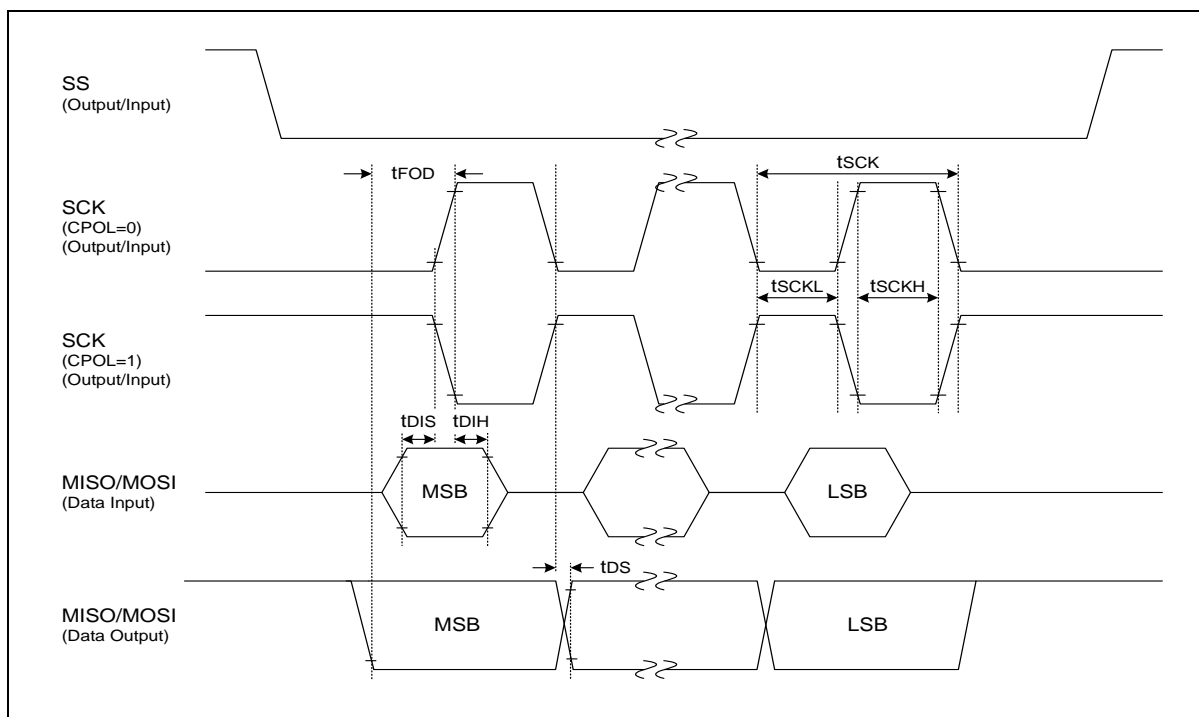 SS
(Output/Input)
tSCK
tFOD
SCK
(CPOL=0)
(Output/Input)
tSCKL
tSCKH
SCK
(CPOL=1)
(Output/Input)
tDIS
tDIH
MISO/MOSI
(Data Input)
MSB
LSB
tDS
MISO/MOSI
(Data Output)
MSB
LSB